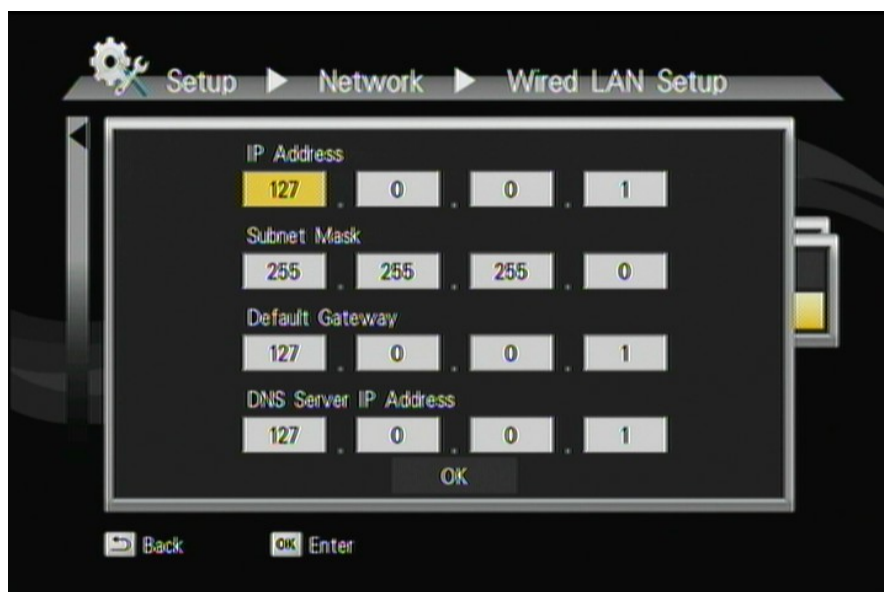 Setup ▶ Network ▶ Wired LAN Setup
IP Address
127 . 0 . 0 . 1
Subnet Mask
255 . 255 . 255 . 0
Default Gateway
127 . 0 . 0 . 1
DNS Server IP Address
127 . 0 . 0 . 1
OK
Back OK Enter